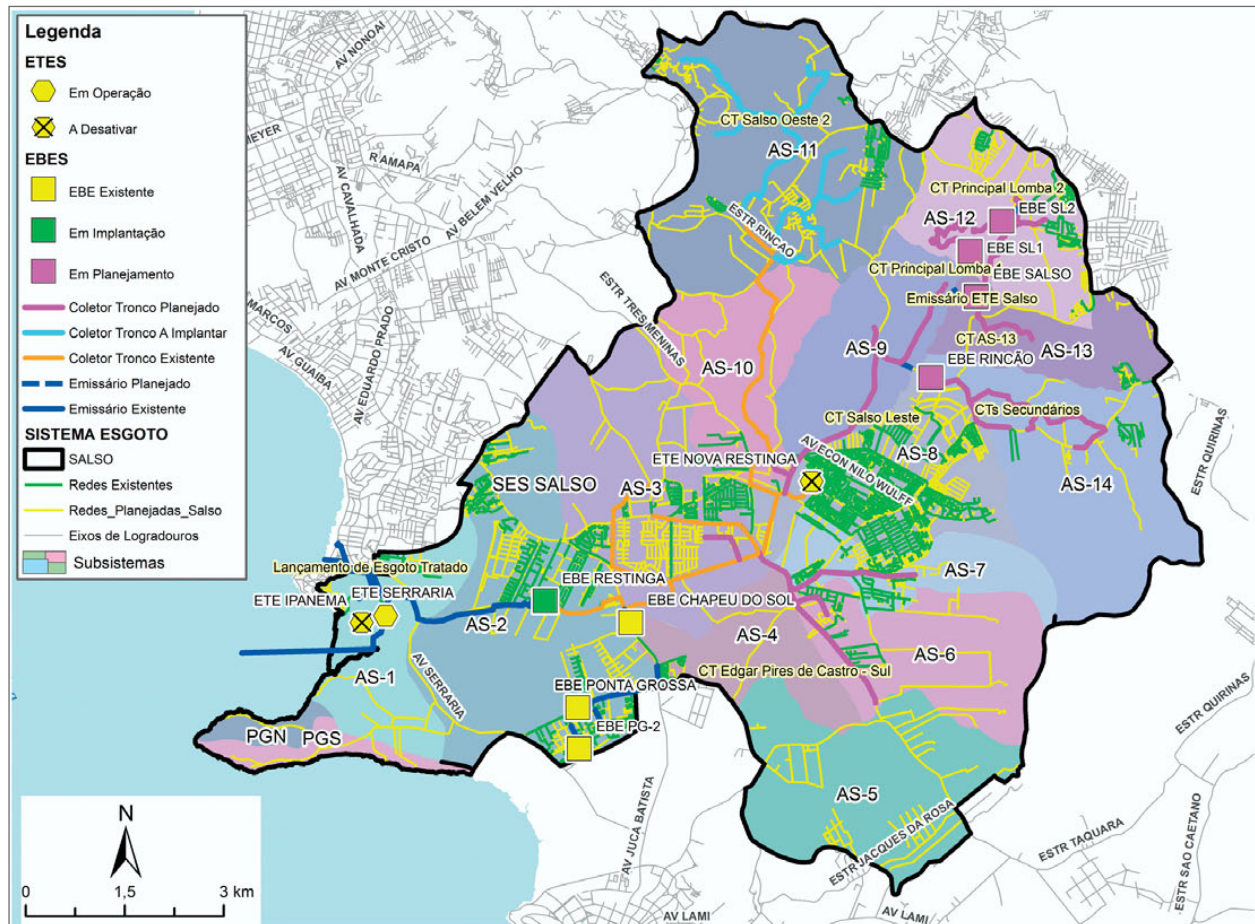 Legenda
ETES
Em Operação
A Desativar
EBES
EBE Existente
Em Implantação
Em Planejamento
Coletor Tronco Planejado
Coletor Tronco A Implantar
Coletor Tronco Existente
Emissário Planejado
Emissário Existente
SISTEMA ESGOTO
SALSO
Redes Existentes
Redes_Planejadas_Salso
Eixos de Logradouros
Subsistemas
AV NONOAI
MEYER
R AMAPA
AV CAVALHADA
AV BELEM VELHO
AV MONTE CRISTO
MARCOS
AV GUAIBA
AV EDUARDO PRADO
ESTR TRES MENINAS
CT Salso Oeste 2
AS-11
ESTR RINCAO
CT Principal Lomba 2
AS-12
EBE SL2
EBE SL1
CT Principal Lomba
EBE SALSO
Emissário ETE Salso
CT AS-13
AS-13
AS-9
EBE RINCÃO
AS-10
CT Salso Leste
CTs Secundários
ESTR QUIRINAS
ETE NOVA RESTINGA
AV ECON NILO WULFF
AS-8
AS-14
SES SALSO
AS-3
Lançamento de Esgoto Tratado
EBE RESTINGA
AS-7
ETE IPANEMA
ETE SERRARIA
EBE CHAPEU DO SOL
AS-2
AS-4
AS-6
CT Edgar Pires de Castro - Sul
AS-1
AV SERRARIA
EBE PONTA GROSSA
EBE PG-2
PGN
PGS
AS-5
ESTR QUIRINAS
AV JUCA BATISTA
ESTR JACQUES DA ROSA
ESTR TAQUARA
ESTR SAO CAETANO
AV LAMI
AV LAMI
N
0
1,5
3 km